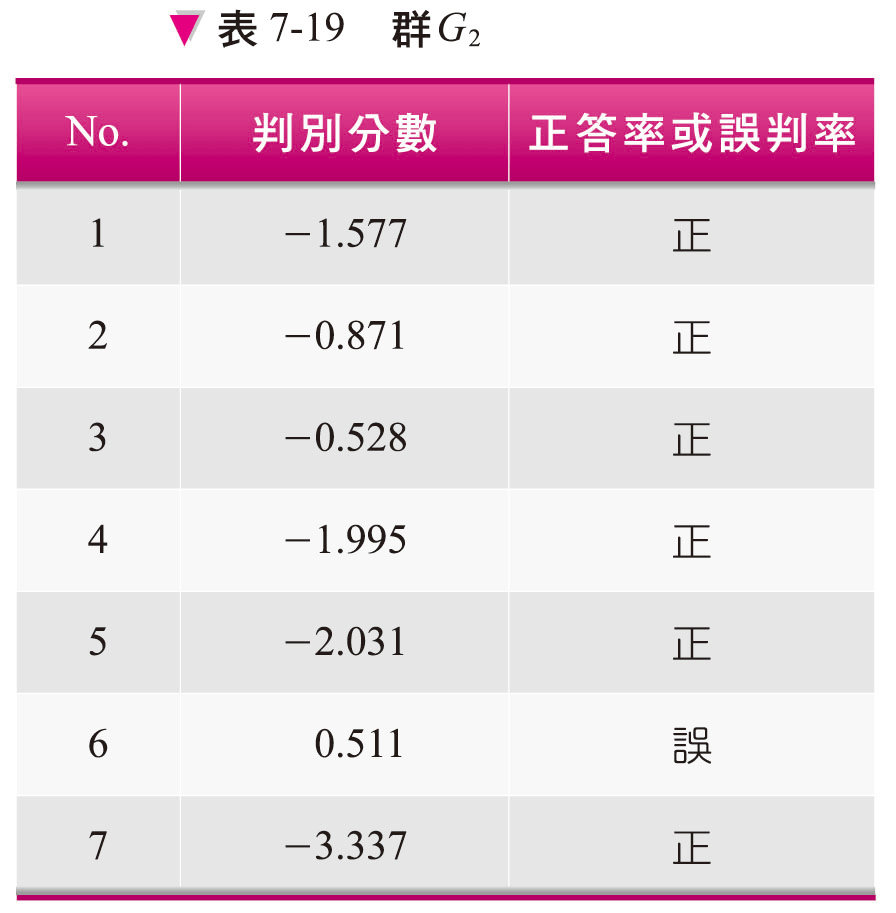 ▼ 表 7-19 群G₂
No. 判別分數 正答率或誤判率
1 −1.577 正
2 −0.871 正
3 −0.528 正
4 −1.995 正
5 −2.031 正
6 0.511 誤
7 −3.337 正